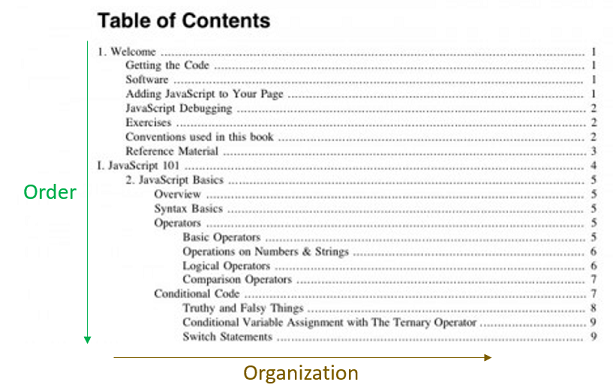 Table of Contents
1. Welcome ........................................................................ 1
Getting the Code ........................................................................ 1
Software ........................................................................ 1
Adding JavaScript to Your Page ........................................................................ 1
JavaScript Debugging ........................................................................ 2
Exercises ........................................................................ 2
Conventions used in this book ........................................................................ 2
Reference Material ........................................................................ 3
I. JavaScript 101 ........................................................................ 4
2. JavaScript Basics ........................................................................ 5
Overview ........................................................................ 5
Syntax Basics ........................................................................ 5
Operators ........................................................................ 5
Basic Operators ........................................................................ 5
Operations on Numbers & Strings ........................................................................ 6
Logical Operators ........................................................................ 6
Comparison Operators ........................................................................ 7
Conditional Code ........................................................................ 7
Truthy and Falsy Things ........................................................................ 8
Conditional Variable Assignment with The Ternary Operator ........................................ 9
Switch Statements ........................................................................ 9
Order
Organization